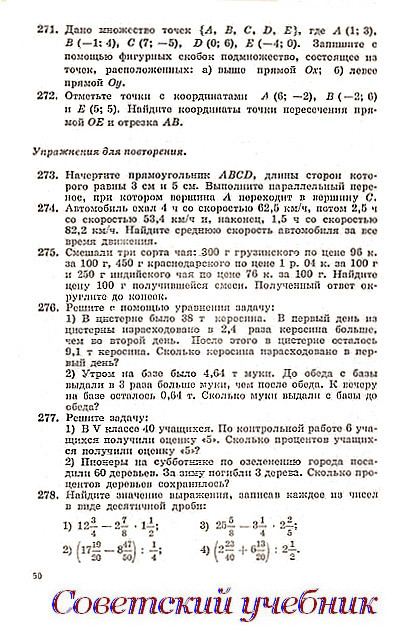 271. Дано множество точек {A, B, C, D, E}, где A (1; 3),
B (−1; 4), C (7; −5), D (0; 6), E (−4; 0). Запишите с
помощью фигурных скобок подмножество, состоящее из
точек, расположенных: а) выше прямой Ox; б) левее
прямой Oy.
272. Отметьте точки с координатами A (6; −2), B (−2; 6)
и E (5; 5). Найдите координаты точки пересечения пря-
мой OE и отрезка AB.
Упражнения для повторения.
273. Начертите прямоугольник ABCD, длины сторон кото-
рого равны 3 см и 5 см. Выполните параллельный пере-
нос, при котором вершина A переходит в вершину C.
274. Автомобиль ехал 4 ч со скоростью 62,5 км/ч, потом 2,5 ч
со скоростью 53,4 км/ч и, наконец, 1,5 ч со скоростью
82,2 км/ч. Найдите среднюю скорость автомобиля за все
время движения.
275. Смешали три сорта чая: 300 г грузинского по цене 96 к.
за 100 г, 450 г краснодарского по цене 1 р. 04 к. за 100 г
и 250 г индийского чая по цене 76 к. за 100 г. Найдите
цену 100 г получившейся смеси. Полученный ответ ок-
руглите до копеек.
276. Решите с помощью уравнения задачу:
1) В цистерне было 38 т керосина. В первый день из
цистерны израсходовано в 2,4 раза керосина больше,
чем во второй день. После этого в цистерне осталось
9,1 т керосина. Сколько керосина израсходовано в пер-
вый день?
2) Утром на базе было 4,64 т муки. До обеда с базы
выдали в 3 раза больше муки, чем после обеда. К вечеру
на базе осталось 0,64 т. Сколько муки выдали с базы до
обеда?
277. Решите задачу:
1) В V классе 40 учащихся. По контрольной работе 6 уча-
щихся получили оценку «5». Сколько процентов учащих-
ся получили оценку «5»?
2) Пионеры на субботнике по озеленению города поса-
дили 60 деревьев. За зиму погибли 3 дерева. Сколько про-
центов деревьев сохранилось?
278. Найдите значение выражения, записав каждое из чисел
в виде десятичной дроби:
1) 12 3/4 − 2 7/8 · 1 1/2; 3) 25 5/8 − 3 1/4 · 2 2/5;
2) (17 19/20 − 8 47/50) : 1/4; 4) (2 23/40 + 6 13/20) : 2 1/2.
50
Советский учебник